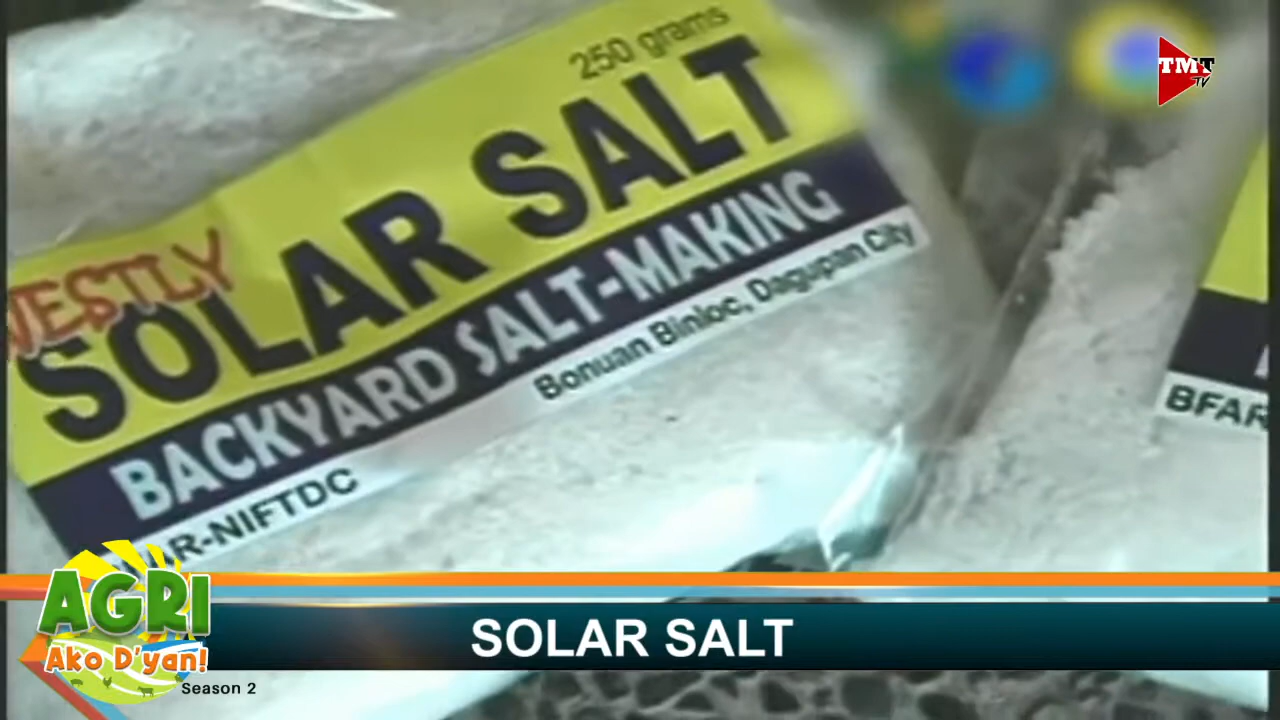 250 grams
TMT
TV
SOLAR SALT
BACKYARD SALT-MAKING
Bonuan Binloc, Dagupan City
BFAR
AGRI
Ako D'yan!
Season 2
SOLAR SALT